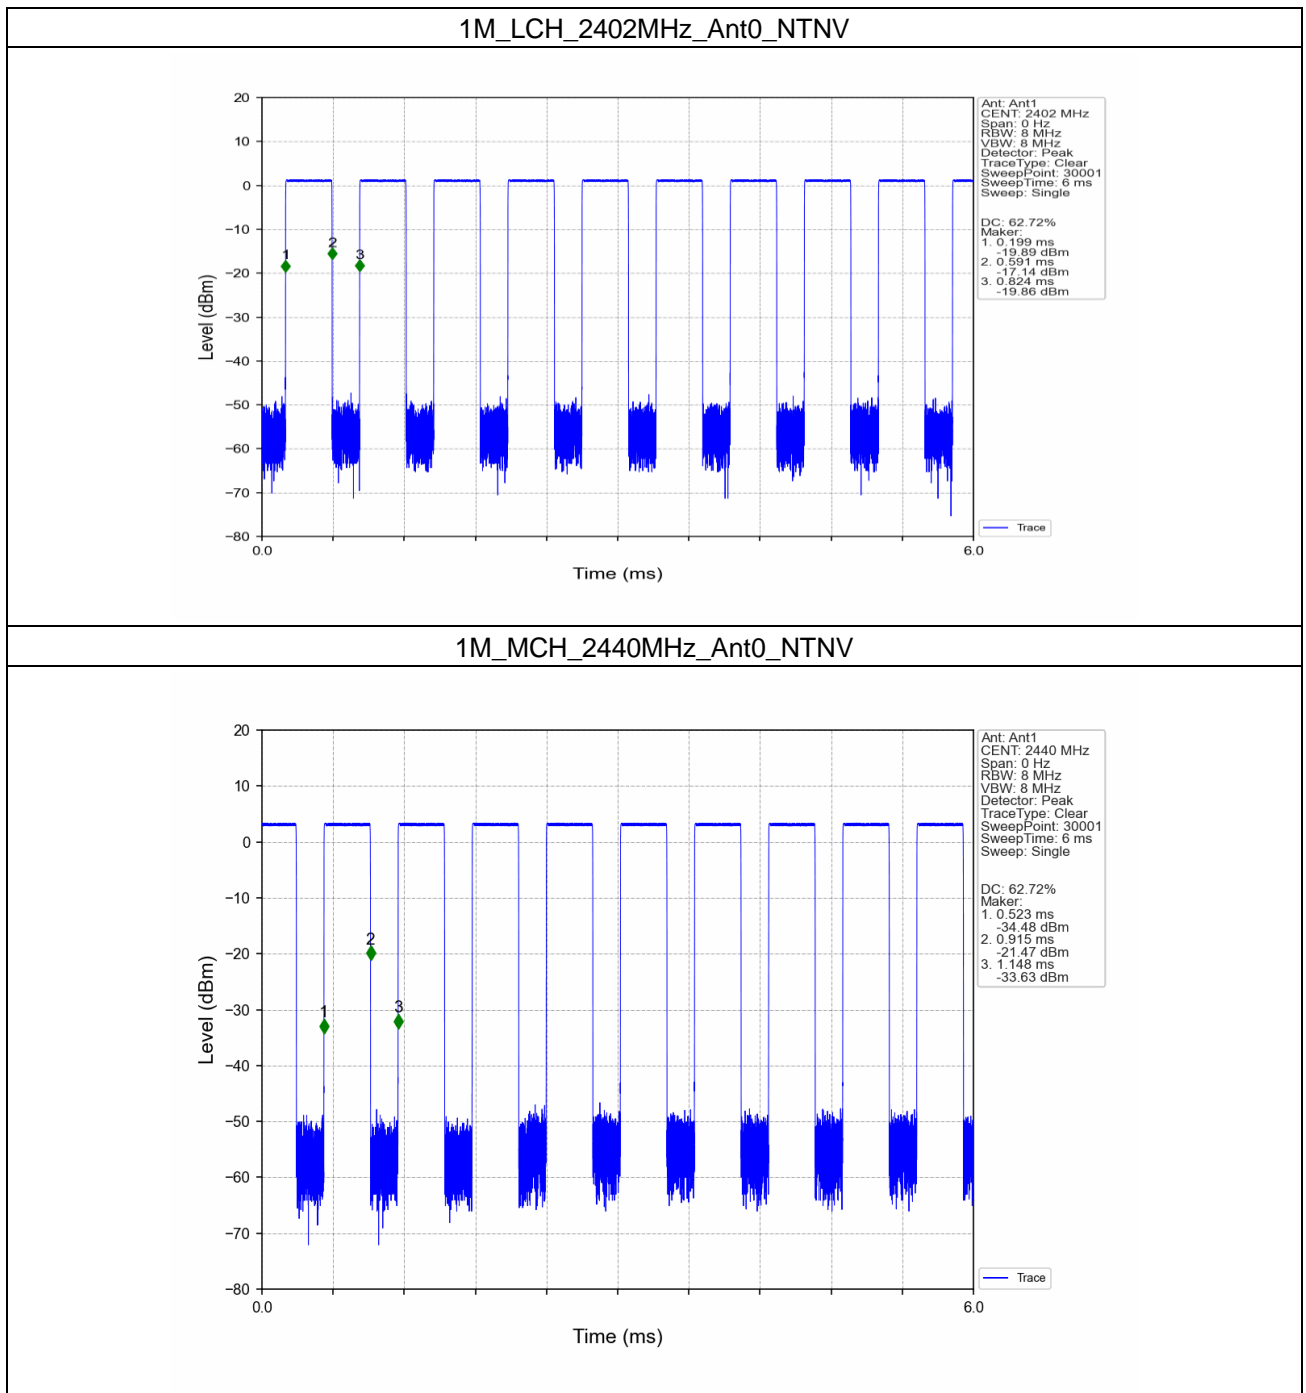 1M_LCH_2402MHz_Ant0_NTNV
20
10
0
−10
−20
−30
−40
−50
−60
−70
−80
Level (dBm)
1
2
3
0.0
6.0
Time (ms)
Ant: Ant1
CENT: 2402 MHz
Span: 0 Hz
RBW: 8 MHz
VBW: 8 MHz
Detector: Peak
TraceType: Clear
SweepPoint: 30001
SweepTime: 6 ms
Sweep: Single
DC: 62.72%
Maker:
1. 0.199 ms
-19.89 dBm
2. 0.591 ms
-17.14 dBm
3. 0.824 ms
-19.86 dBm
Trace
1M_MCH_2440MHz_Ant0_NTNV
20
10
0
−10
−20
−30
−40
−50
−60
−70
−80
Level (dBm)
1
2
3
0.0
6.0
Time (ms)
Ant: Ant1
CENT: 2440 MHz
Span: 0 Hz
RBW: 8 MHz
VBW: 8 MHz
Detector: Peak
TraceType: Clear
SweepPoint: 30001
SweepTime: 6 ms
Sweep: Single
DC: 62.72%
Maker:
1. 0.523 ms
-34.48 dBm
2. 0.915 ms
-21.47 dBm
3. 1.148 ms
-33.63 dBm
Trace